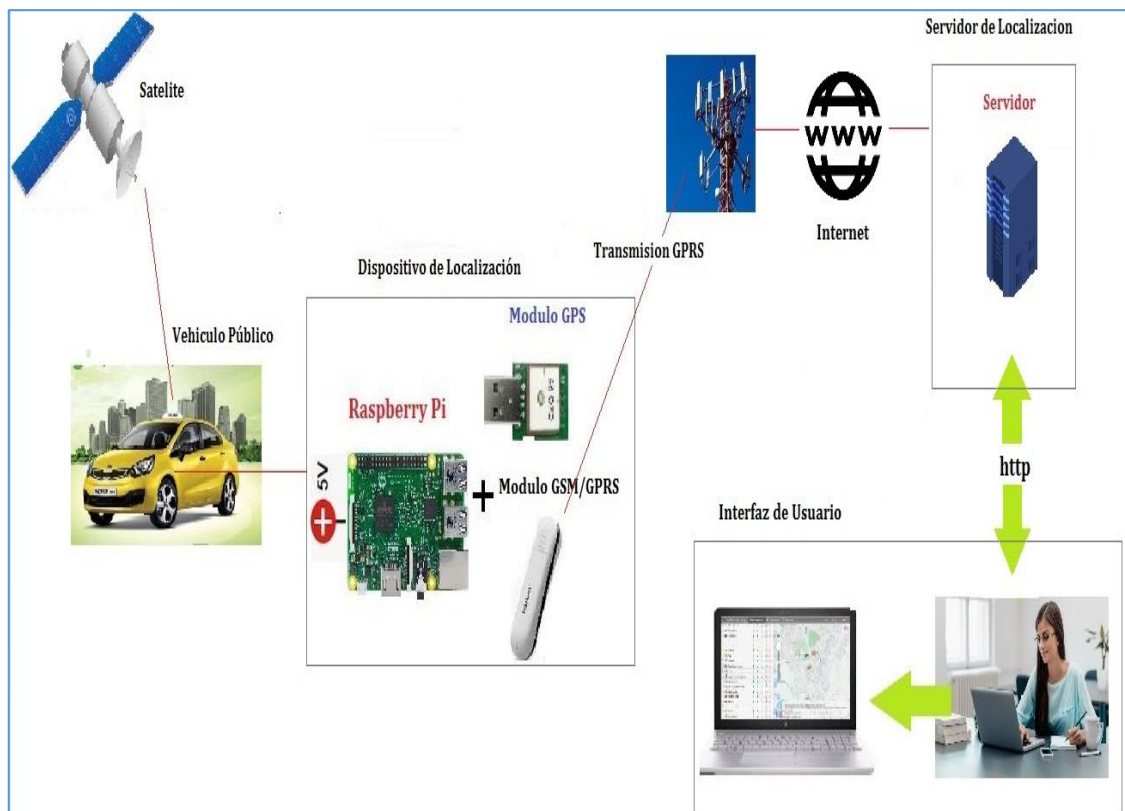 Servidor de Localizacion
Satelite
Servidor
WWW
Internet
Transmision GPRS
Dispositivo de Localización
Modulo GPS
Vehiculo Público
Raspberry Pi
5V
+
+
Modulo GSM/GPRS
http
Interfaz de Usuario